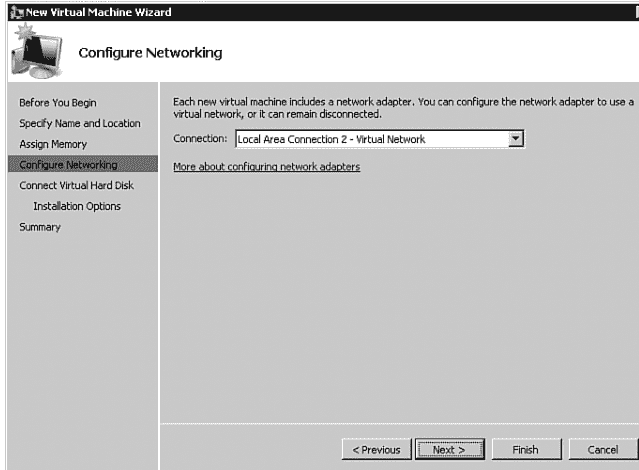 New Virtual Machine Wizard
Configure Networking
Before You Begin
Specify Name and Location
Assign Memory
Configure Networking
Connect Virtual Hard Disk
Installation Options
Summary
Each new virtual machine includes a network adapter. You can configure the network adapter to use a
virtual network, or it can remain disconnected.
Connection: Local Area Connection 2 - Virtual Network
More about configuring network adapters
< Previous Next > Finish Cancel